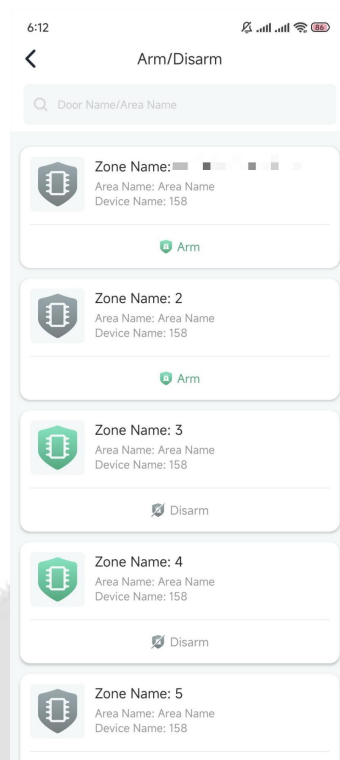 6:12
86
Arm/Disarm
Door Name/Area Name
Zone Name:
Area Name: Area Name
Device Name: 158
Arm
Zone Name: 2
Area Name: Area Name
Device Name: 158
Arm
Zone Name: 3
Area Name: Area Name
Device Name: 158
Disarm
Zone Name: 4
Area Name: Area Name
Device Name: 158
Disarm
Zone Name: 5
Area Name: Area Name
Device Name: 158